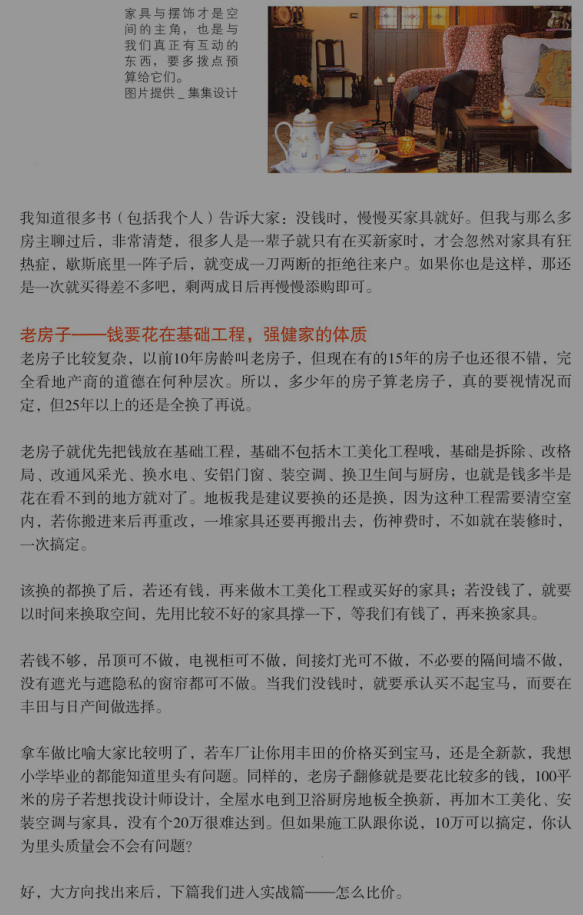 家具与摆饰才是空
间的主角，也是与
我们真正有互动的
东西，要多拨点预
算给它们。
图片提供_集集设计
我知道很多书（包括我个人）告诉大家：没钱时，慢慢买家具就好。但我与那么多
房主聊过后，非常清楚，很多人是一辈子就只有在买新家时，才会忽然对家具有狂
热症，歇斯底里一阵子后，就变成一刀两断的拒绝往来户。如果你也是这样，那还
是一次就买得差不多吧，剩两成日后再慢慢添购即可。
老房子——钱要花在基础工程，强健家的体质
老房子比较复杂，以前10年房龄叫老房子，但现在有的15年的房子也还很不错，完
全看地产商的道德在何种层次。所以，多少年的房子算老房子，真的要视情况而
定，但25年以上的还是全换了再说。
老房子就优先把钱放在基础工程，基础不包括木工美化工程哦，基础是拆除、改格
局、改通风采光、换水电、安铝门窗、装空调、换卫生间与厨房，也就是钱多半是
花在看不到的地方就对了。地板我是建议要换的还是换，因为这种工程需要清空室
内，若你搬进来后再重改，一堆家具还要再搬出去，伤神费时，不如就在装修时，
一次搞定。
该换的都换了后，若还有钱，再来做木工美化工程或买好的家具；若没钱了，就要
以时间来换取空间，先用比较不好的家具撑一下，等我们有钱了，再来换家具。
若钱不够，吊顶可不做，电视柜可不做，间接灯光可不做，不必要的隔间墙不做，
没有遮光与遮隐私的窗帘都可不做。当我们没钱时，就要承认买不起宝马，而要在
丰田与日产间做选择。
拿车做比喻大家比较明了，若车厂让你用丰田的价格买到宝马，还是全新款，我想
小学毕业的都能知道里头有问题。同样的，老房子翻修就是要花比较多的钱，100平
米的房子若想找设计师设计，全屋水电到卫浴厨房地板全换新，再加木工美化、安
装空调与家具，没有个20万很难达到。但如果施工队跟你说，10万可以搞定，你认
为里头质量会不会有问题？
好，大方向找出来后，下篇我们进入实战篇——怎么比价。